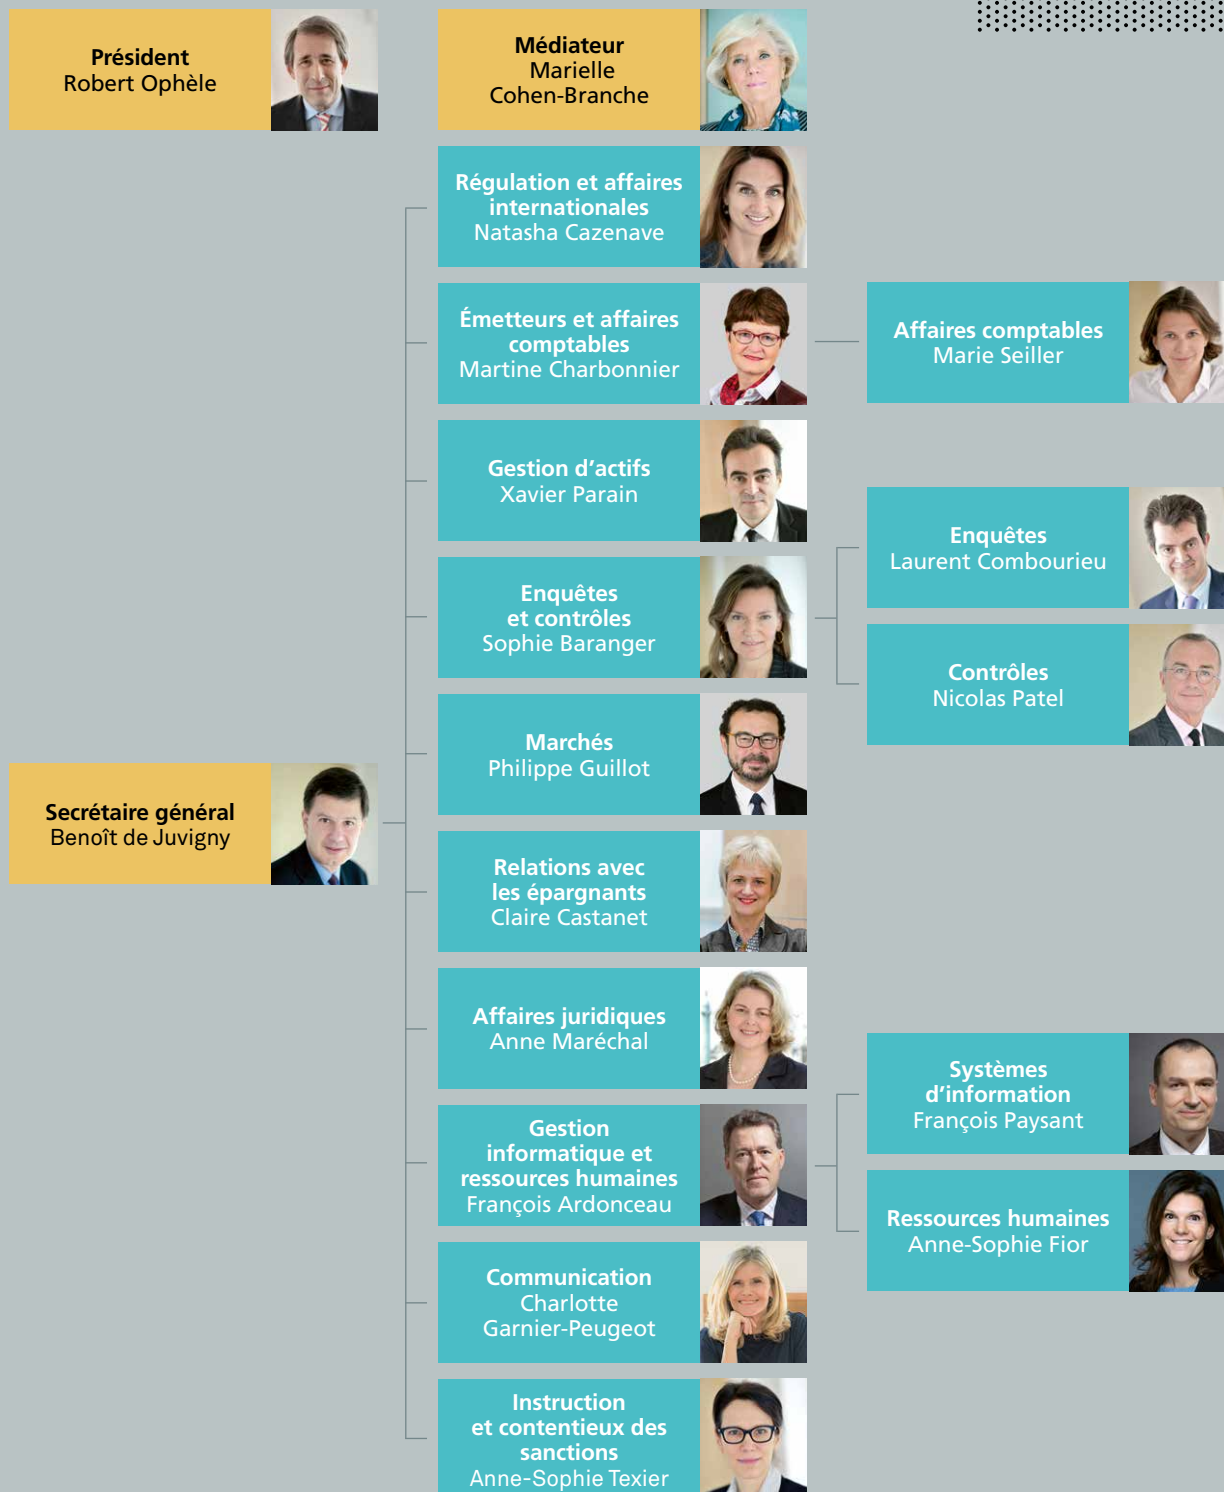 Président
Robert Ophèle
Médiateur
Marielle
Cohen-Branche
Régulation et affaires
internationales
Natasha Cazenave
Émetteurs et affaires
comptables
Martine Charbonnier
Affaires comptables
Marie Seiller
Gestion d’actifs
Xavier Parain
Enquêtes
et contrôles
Sophie Baranger
Enquêtes
Laurent Combourieu
Contrôles
Nicolas Patel
Marchés
Philippe Guillot
Secrétaire général
Benoît de Juvigny
Relations avec
les épargnants
Claire Castanet
Affaires juridiques
Anne Maréchal
Gestion
informatique et
ressources humaines
François Ardonceau
Systèmes
d’information
François Paysant
Ressources humaines
Anne-Sophie Fior
Communication
Charlotte
Garnier-Peugeot
Instruction
et contentieux des
sanctions
Anne-Sophie Texier